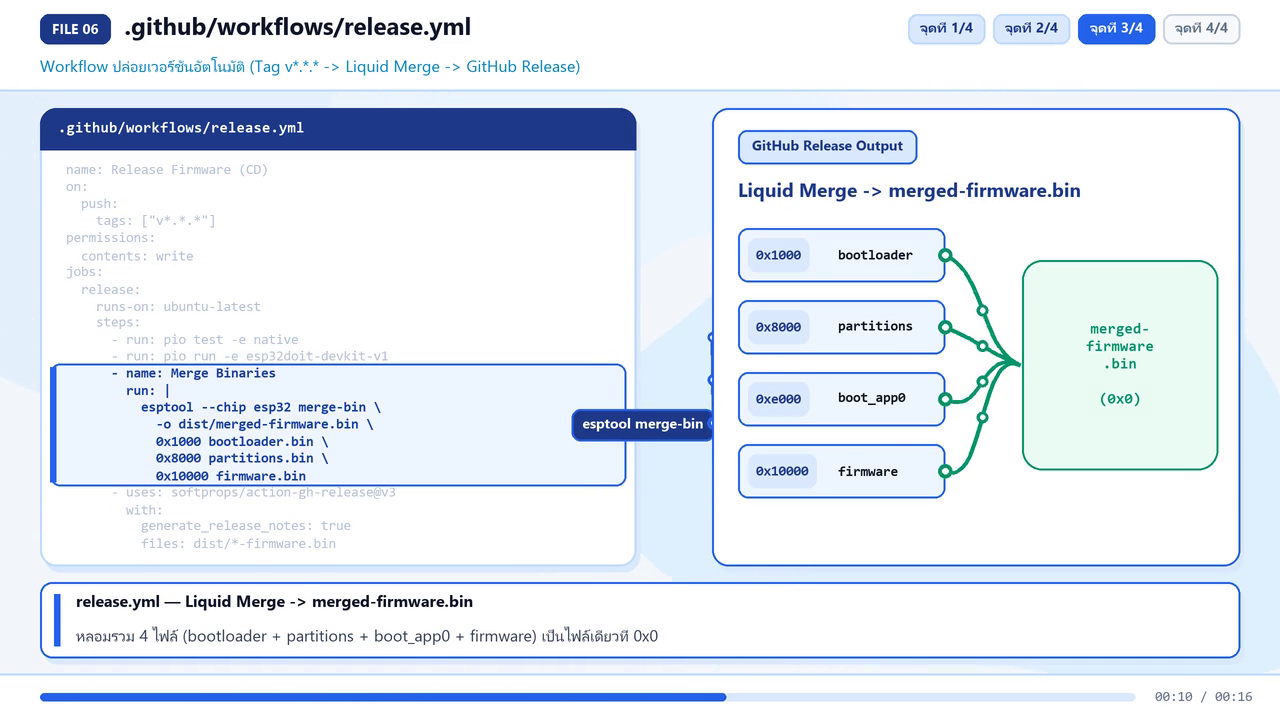 FILE 06
.github/workflows/release.yml
จุดที่ 1/4
จุดที่ 2/4
จุดที่ 3/4
จุดที่ 4/4
Workflow ปล่อยเวอร์ชันอัตโนมัติ (Tag v*.*.* -> Liquid Merge -> GitHub Release)
.github/workflows/release.yml
name: Release Firmware (CD)
on:
  push:
    tags: ["v*.*.*"]
permissions:
  contents: write
jobs:
  release:
    runs-on: ubuntu-latest
    steps:
      - run: pio test -e native
      - run: pio run -e esp32doit-devkit-v1
      - name: Merge Binaries
        run: |
          esptool --chip esp32 merge-bin \
            -o dist/merged-firmware.bin \
            0x1000 bootloader.bin \
            0x8000 partitions.bin \
            0x10000 firmware.bin
      - uses: softprops/action-gh-release@v3
        with:
          generate_release_notes: true
          files: dist/*-firmware.bin
esptool merge-bin
GitHub Release Output
Liquid Merge -> merged-firmware.bin
0x1000 bootloader
0x8000 partitions
0xe000 boot_app0
0x10000 firmware
merged-
firmware
.bin
(0x0)
release.yml — Liquid Merge -> merged-firmware.bin
หลอมรวม 4 ไฟล์ (bootloader + partitions + boot_app0 + firmware) เป็นไฟล์เดียวที่ 0x0
00:10 / 00:16